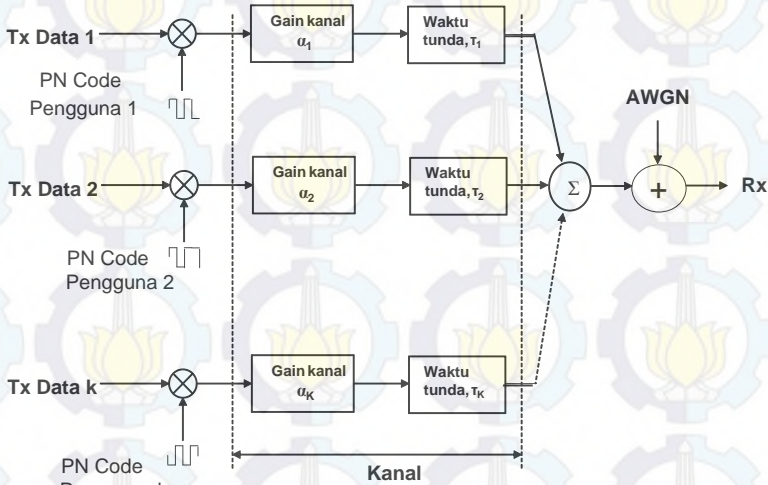 Gain kanal
α1
Waktu
tunda, τ1
Tx Data 1
PN Code
Pengguna 1
AWGN
Gain kanal
α2
Waktu
tunda, τ2
Tx Data 2
Σ
+
Rx
PN Code
Pengguna 2
Gain kanal
αK
Waktu
tunda, τK
Tx Data k
PN Code
Kanal